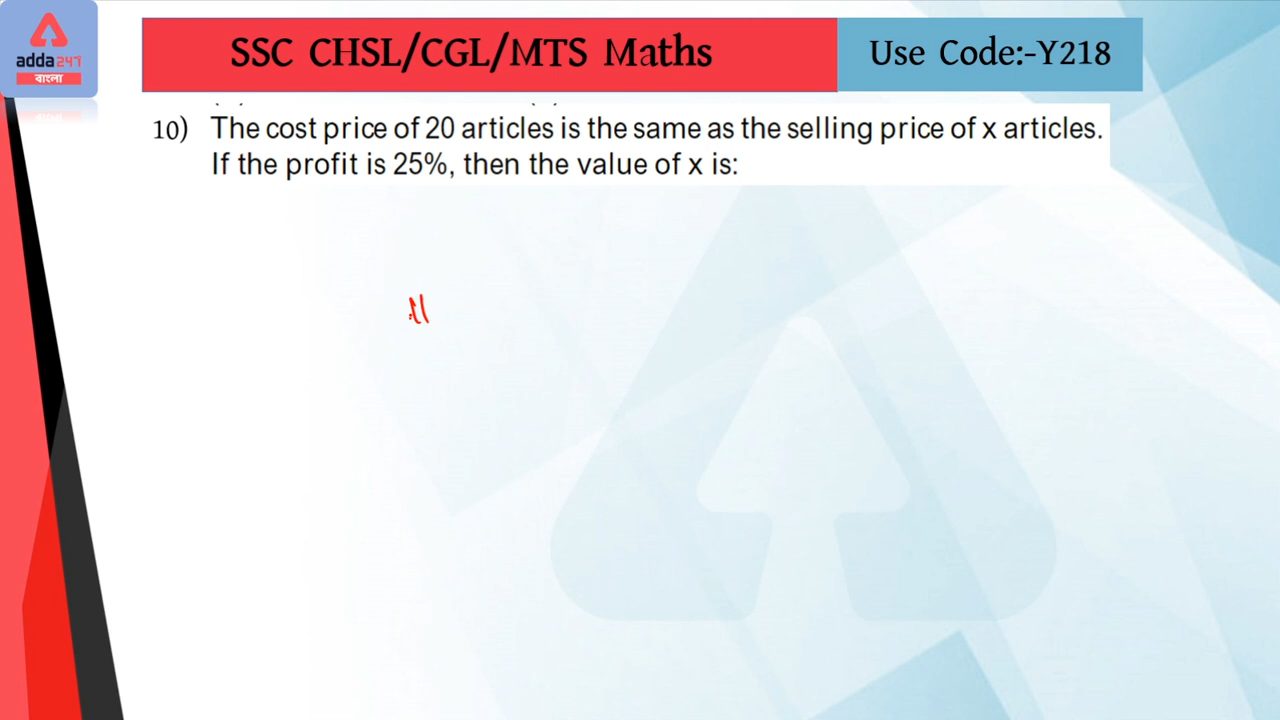 adda247
বাংলা
SSC CHSL/CGL/MTS Maths
Use Code:-Y218
10) The cost price of 20 articles is the same as the selling price of x articles.
If the profit is 25%, then the value of x is: